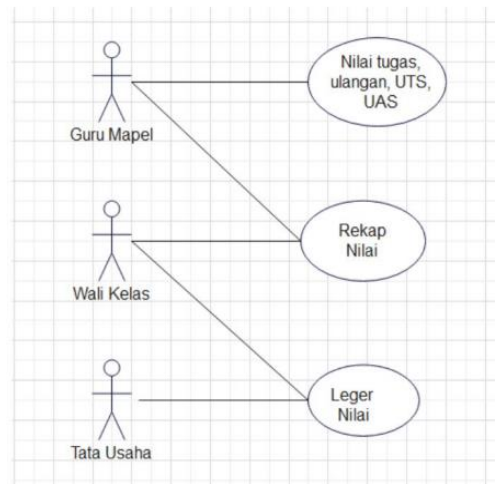 Nilai tugas,
ulangan, UTS,
UAS
Guru Mapel
Rekap
Nilai
Wali Kelas
Leger
Nilai
Tata Usaha